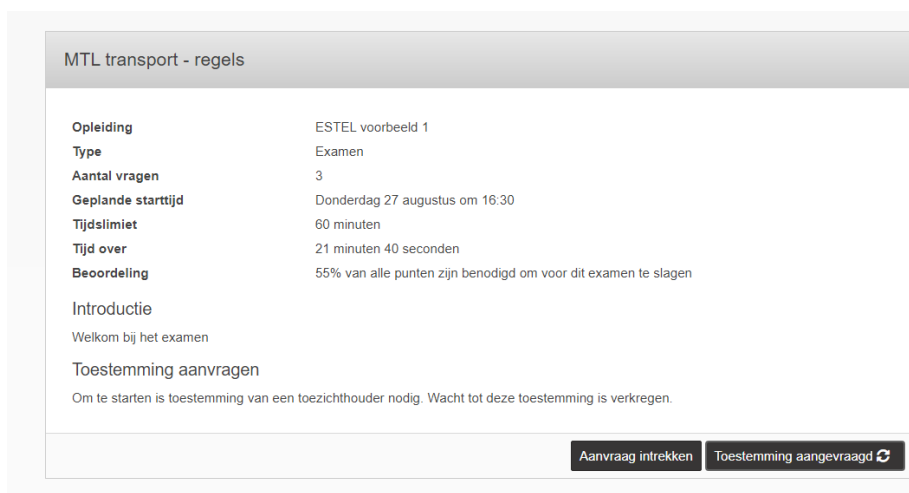 MTL transport - regels
Opleiding ESTEL voorbeeld 1
Type Examen
Aantal vragen 3
Geplande starttijd Donderdag 27 augustus om 16:30
Tijdslimiet 60 minuten
Tijd over 21 minuten 40 seconden
Beoordeling 55% van alle punten zijn benodigd om voor dit examen te slagen
Introductie
Welkom bij het examen
Toestemming aanvragen
Om te starten is toestemming van een toezichthouder nodig. Wacht tot deze toestemming is verkregen.
Aanvraag intrekken Toestemming aangevraagd